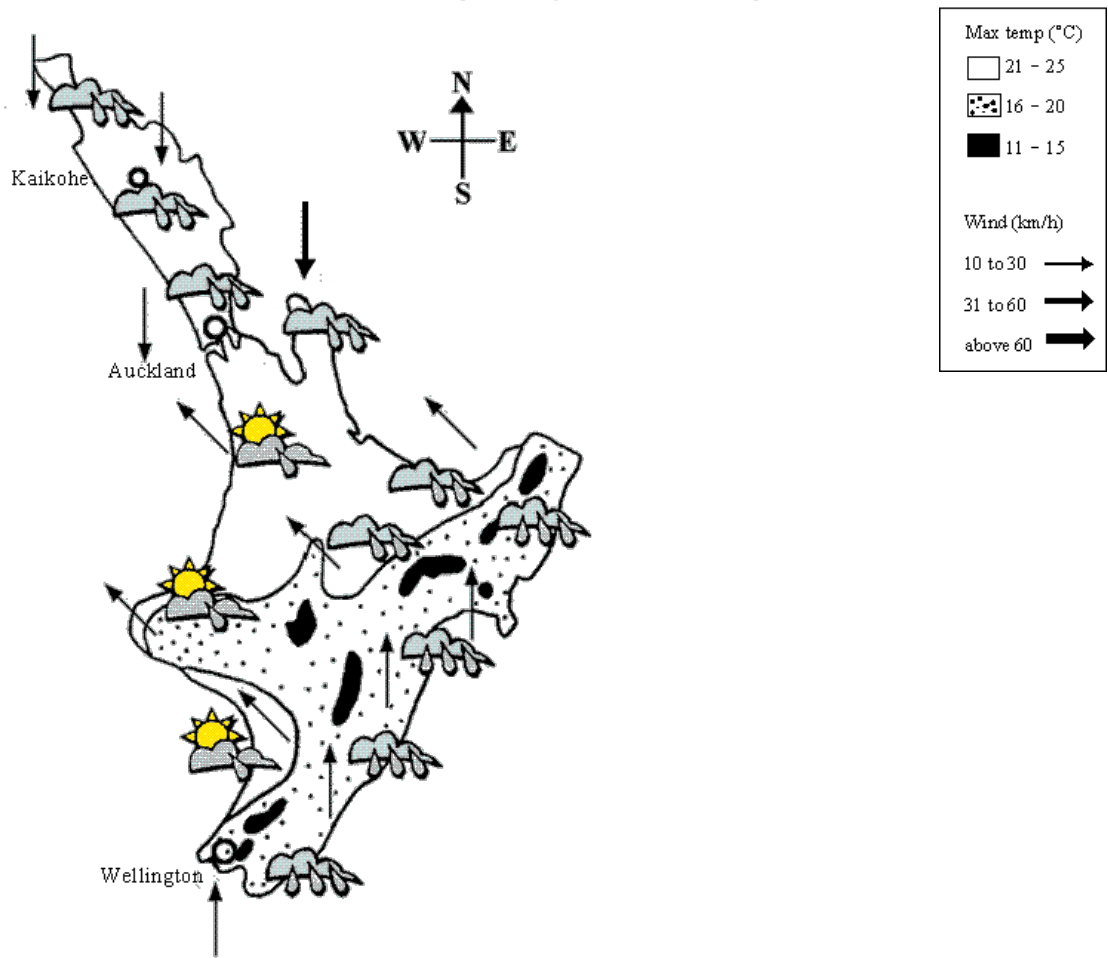 Max temp (°C)
21 - 25
16 - 20
11 - 15
Wind (km/h)
10 to 30
31 to 60
above 60
N
W E
S
Kaikohe
Auckland
Wellington